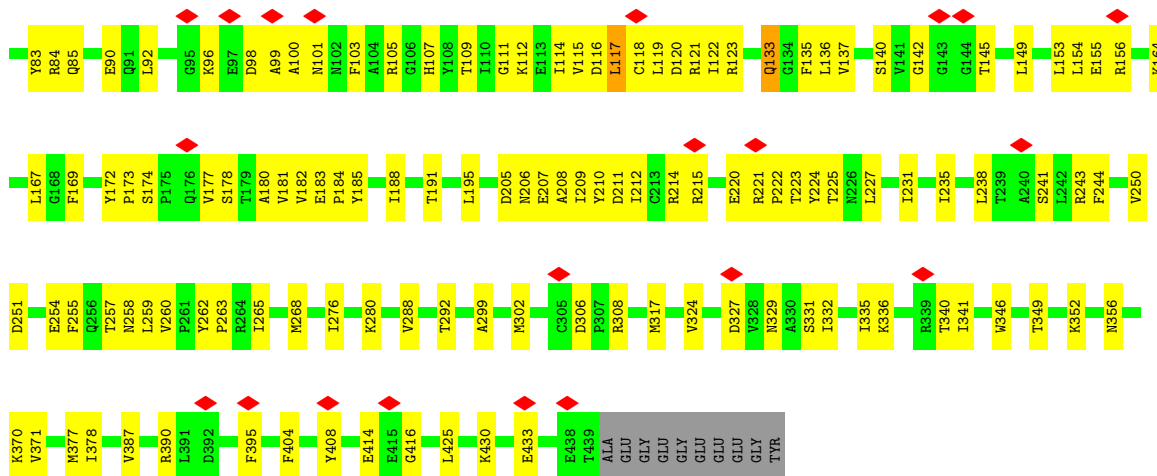 Y83 R84 Q85 E90 Q91 L92 G95 K96 E97 D98 A99 A100 N101 N102 F103 A104 R105 G106 H107 Y108 T109 I110 G111 K112 E113 I114 V115 D116 L117 C118 L119 D120 R121 I122 R123 Q133 G134 F135 L136 V137 S140 V141 G142 G143 G144 T145 L149 L153 L154 E155 R156 K164
L167 G168 F169 Y172 P173 S174 P175 Q176 V177 S178 T179 A180 V181 V182 E183 P184 Y185 I188 T191 L195 D205 N206 E207 A208 I209 Y210 D211 I212 C213 R214 R215 E220 R221 P222 T223 Y224 T225 N226 L227 I231 I235 L238 T239 A240 S241 L242 R243 F244 V250
D251 E254 F255 Q256 T257 N258 L259 V260 P261 Y262 P263 R264 I265 M268 I276 K280 V288 T292 A299 M302 C305 D306 P307 R308 M317 V324 D327 V328 N329 A330 S331 I332 I335 K336 R339 T340 I341 W346 T349 K352 N356
K370 V371 M377 I378 V387 R390 L391 D392 F395 F404 Y408 E414 E415 G416 L425 K430 E433 E438 T439 ALA GLU GLY GLU GLY GLU GLU GLU GLY TYR